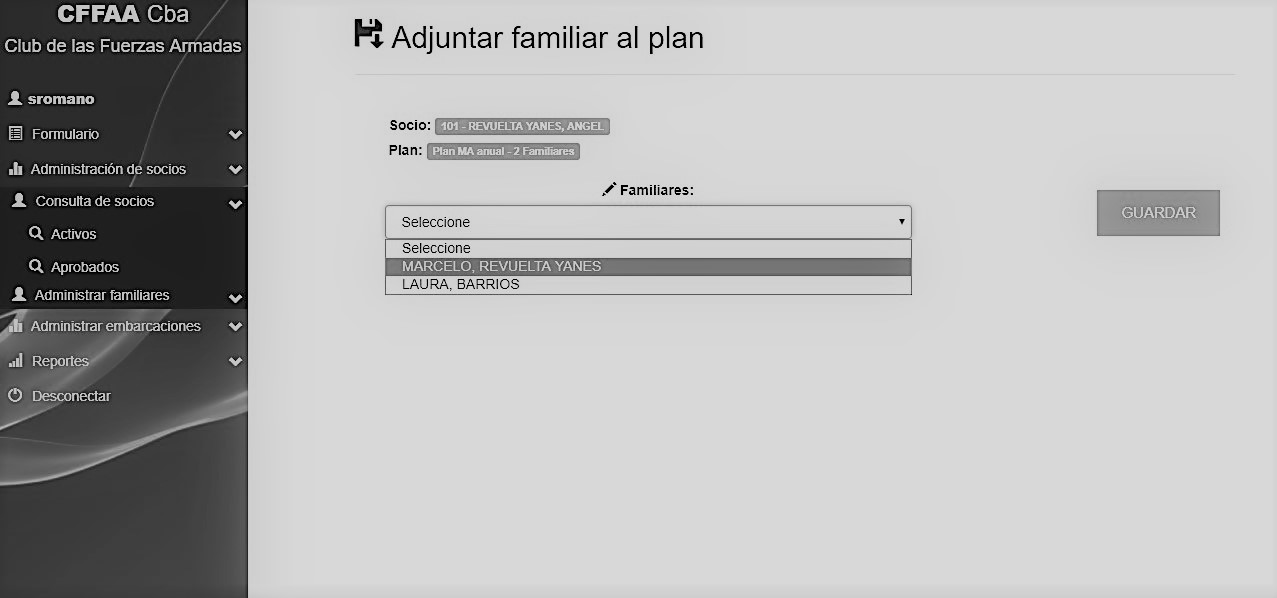 CFFAA Cba
Club de las Fuerzas Armadas
sromano
Formulario
Administración de socios
Consulta de socios
Activos
Aprobados
Administrar familiares
Administrar embarcaciones
Reportes
Desconectar
Adjuntar familiar al plan
Socio: 101 - REVUELTA YANES, ANGEL
Plan: Plan MA anual - 2 Familiares
Familiares:
Seleccione
Seleccione
MARCELO, REVUELTA YANES
LAURA, BARRIOS
GUARDAR